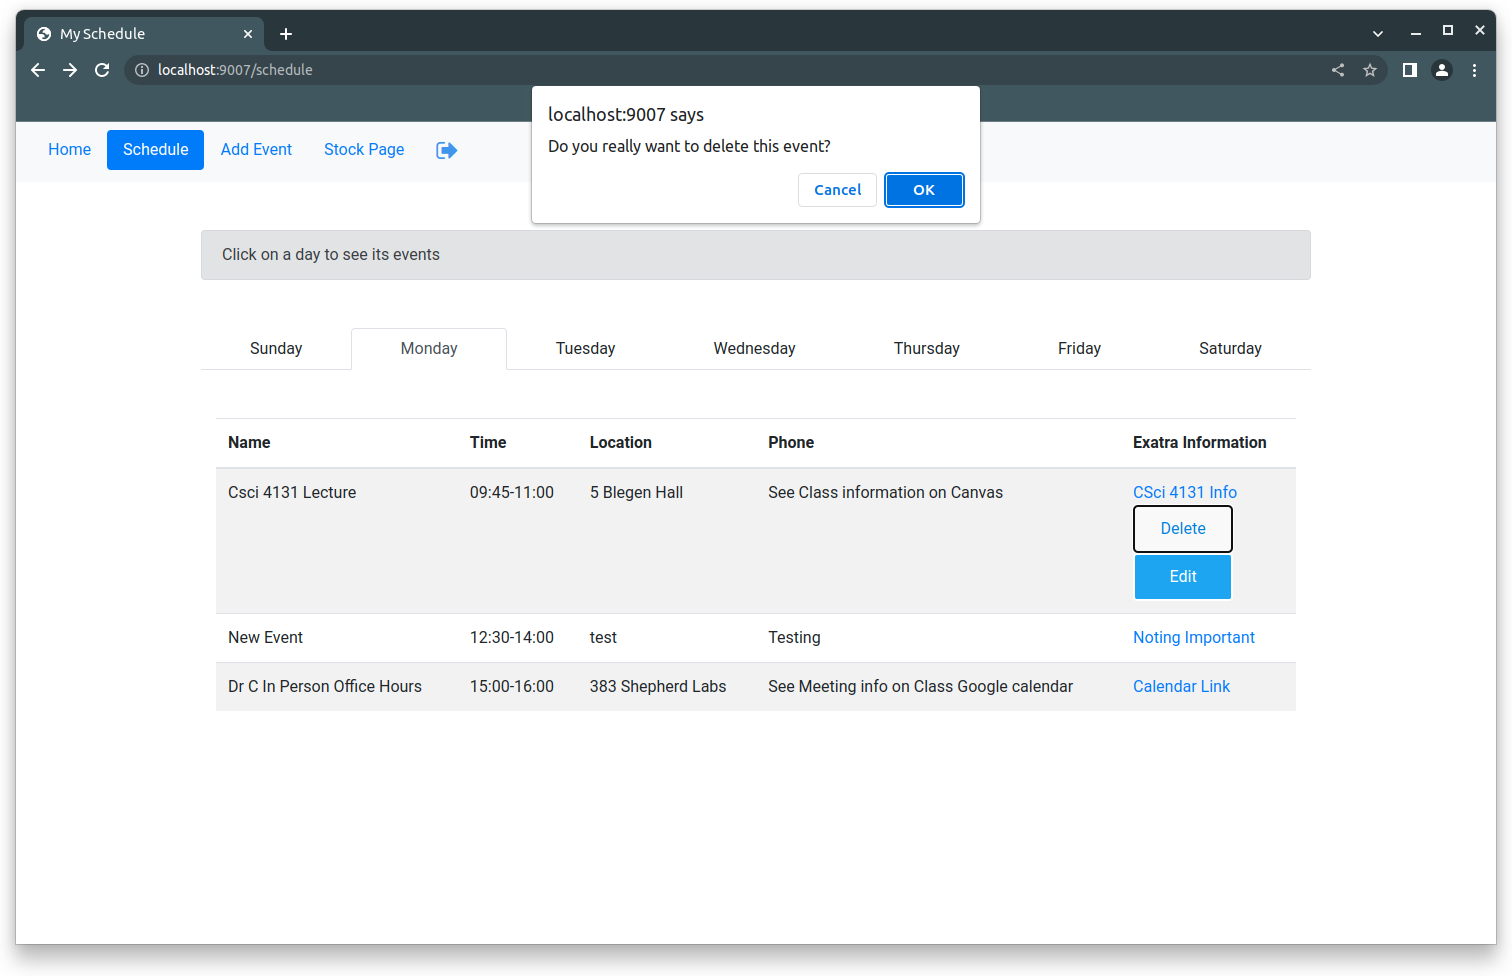 My Schedule
localhost:9007/schedule
localhost:9007 says
Do you really want to delete this event?
Cancel OK
Home Schedule Add Event Stock Page
Click on a day to see its events
Sunday Monday Tuesday Wednesday Thursday Friday Saturday
Name Time Location Phone Exatra Information
Csci 4131 Lecture 09:45-11:00 5 Blegen Hall See Class information on Canvas CSci 4131 Info
Delete
Edit
New Event 12:30-14:00 test Testing Noting Important
Dr C In Person Office Hours 15:00-16:00 383 Shepherd Labs See Meeting info on Class Google calendar Calendar Link